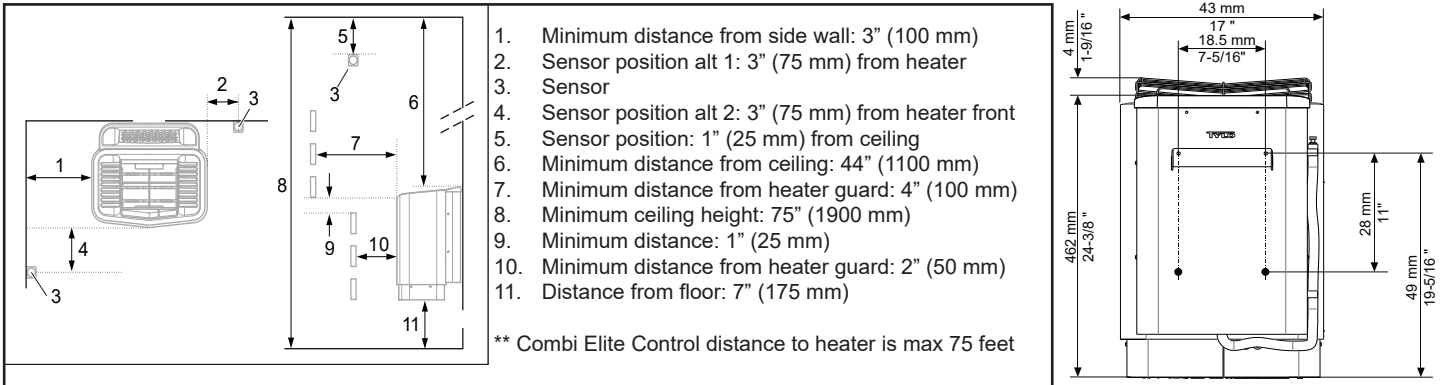 1. Minimum distance from side wall: 3” (100 mm)
2. Sensor position alt 1: 3” (75 mm) from heater
3. Sensor
4. Sensor position alt 2: 3” (75 mm) from heater front
5. Sensor position: 1” (25 mm) from ceiling
6. Minimum distance from ceiling: 44” (1100 mm)
7. Minimum distance from heater guard: 4” (100 mm)
8. Minimum ceiling height: 75” (1900 mm)
9. Minimum distance: 1” (25 mm)
10. Minimum distance from heater guard: 2” (50 mm)
11. Distance from floor: 7” (175 mm)
** Combi Elite Control distance to heater is max 75 feet
2
3
1
4
3
5
3
6
7
8
9
10
11
43 mm
17 "
18.5 mm
7-5/16"
4 mm
1-9/16 "
TYLÖ
462 mm
24-3/8 "
28 mm
11"
49 mm
19-5/16 "